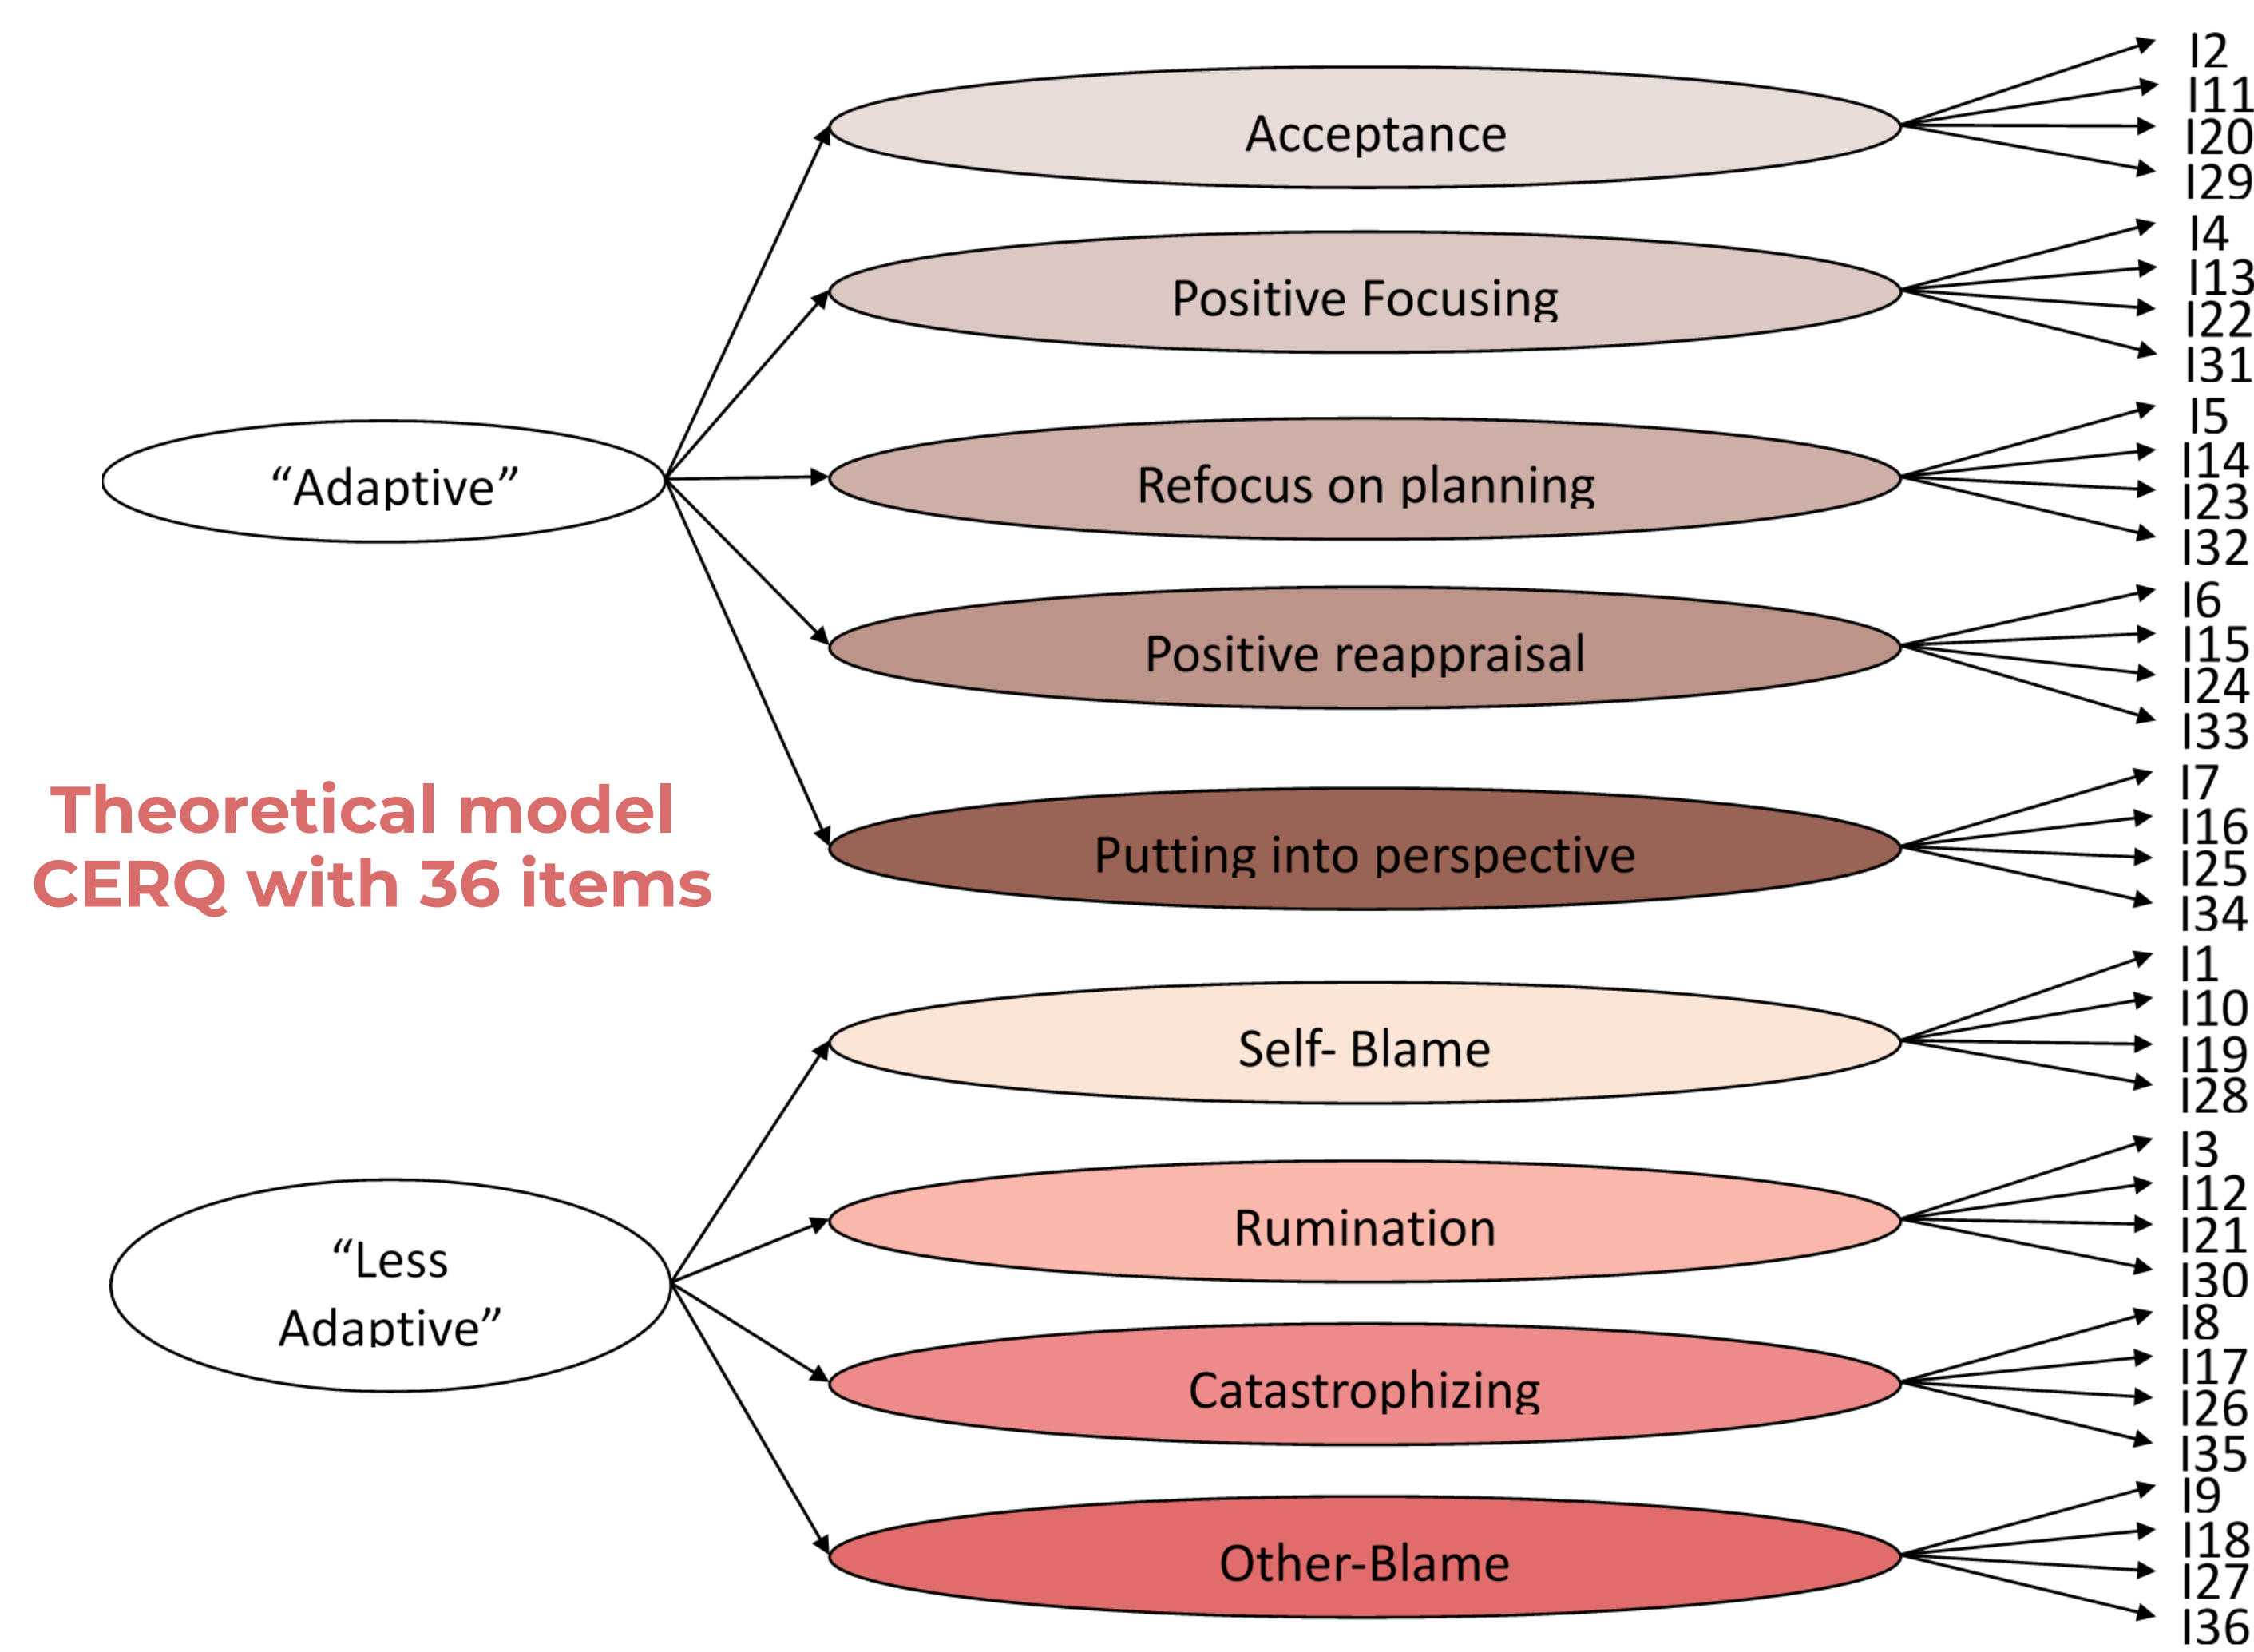 I2
I11
Acceptance
I20
I29
I4
I13
Positive Focusing
I22
I31
I5
I14
“Adaptive”
Refocus on planning
I23
I32
I6
I15
Positive reappraisal
I24
I33
I7
Theoretical model
CERQ with 36 items
I16
Putting into perspective
I25
I34
I1
I10
Self- Blame
I19
I28
I3
I12
Rumination
I21
“Less
Adaptive”
I30
I8
I17
Catastrophizing
I26
I35
I9
I18
Other-Blame
I27
I36